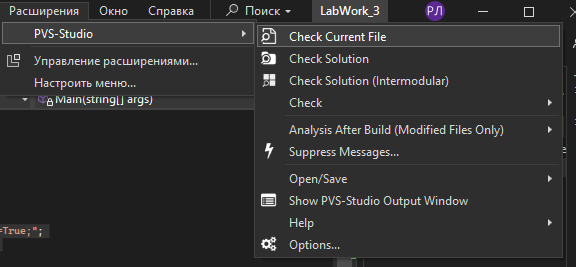 Расширения Окно Справка Поиск LabWork_3 РЛ
PVS-Studio
Управление расширениями...
Настроить меню...
Main(string[] args)
Check Current File
Check Solution
Check Solution (Intermodular)
Check
Analysis After Build (Modified Files Only)
Suppress Messages...
Open/Save
Show PVS-Studio Output Window
Help
Options...
=True;";